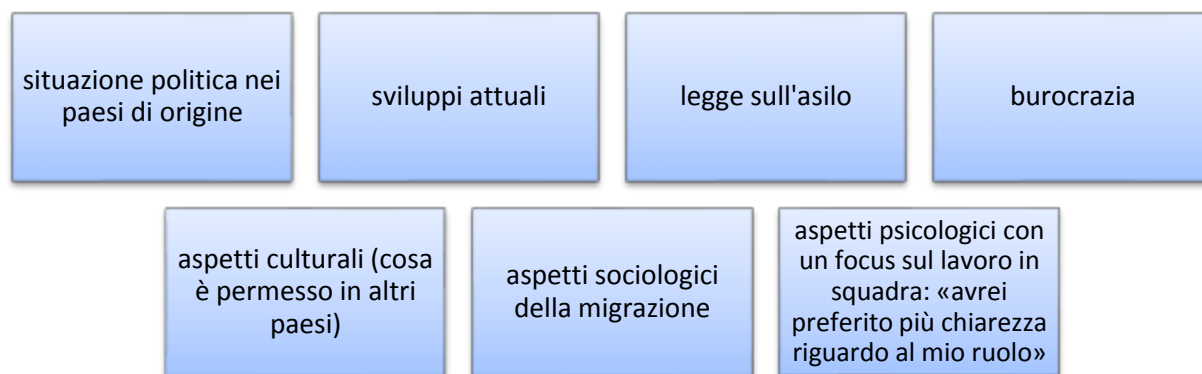 situazione politica nei
paesi di origine
sviluppi attuali
legge sull'asilo
burocrazia
aspetti culturali (cosa
è permesso in altri
paesi)
aspetti sociologici
della migrazione
aspetti psicologici con
un focus sul lavoro in
squadra: «avrei
preferito più chiarezza
riguardo al mio ruolo»